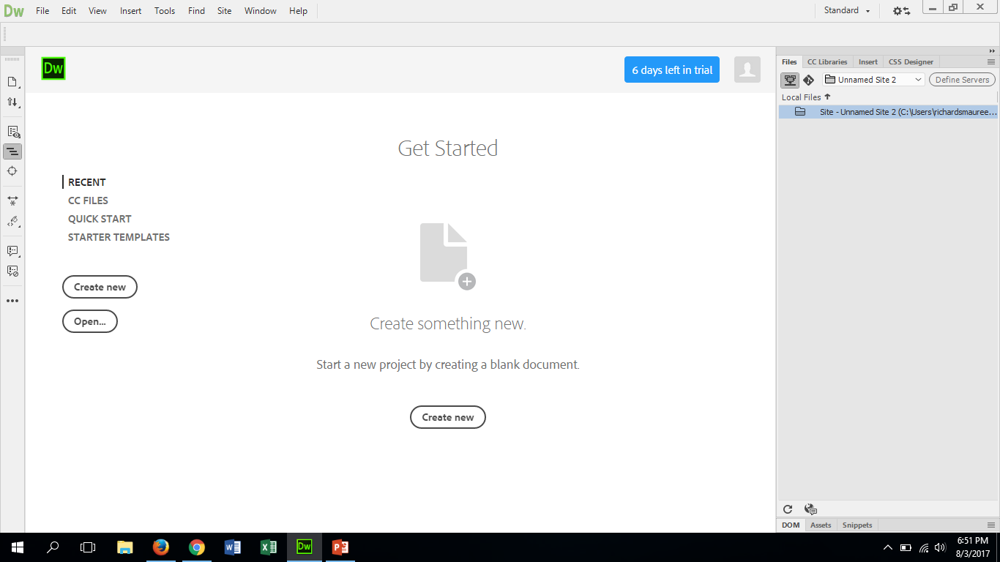 Dw File Edit View Insert Tools Find Site Window Help Standard
Dw 6 days left in trial
Files CC Libraries Insert CSS Designer
Unnamed Site 2 Define Servers
Local Files
Site - Unnamed Site 2 (C:\Users\richardsmauree...
Get Started
RECENT
CC FILES
QUICK START
STARTER TEMPLATES
Create new
Open...
Create something new.
Start a new project by creating a blank document.
Create new
DOM Assets Snippets
Dw
6:51 PM
8/3/2017